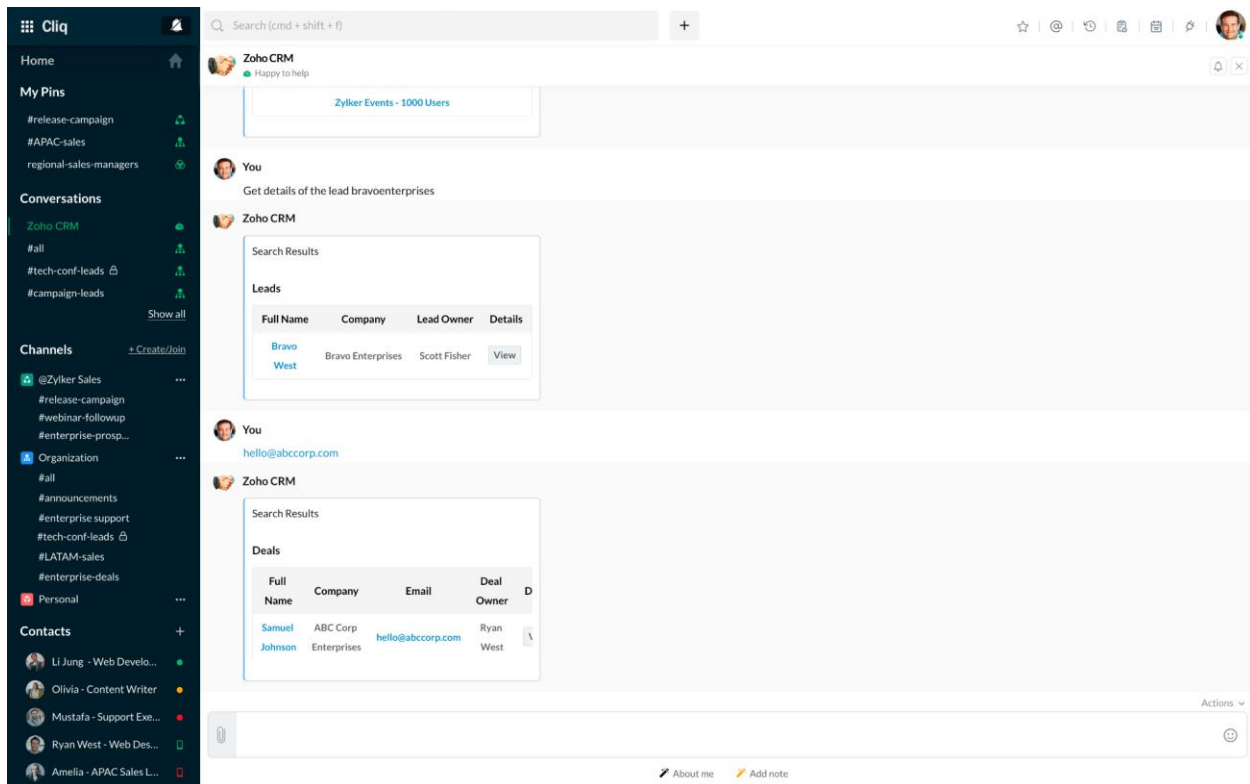 Cliq
Search (cmd + shift + f)
+
Home
My Pins
#release-campaign
#APAC-sales
regional-sales-managers
Conversations
Zoho CRM
#all
#tech-conf-leads
#campaign-leads
Show all
Channels + Create/Join
@Zylker Sales ...
#release-campaign
#webinar-followup
#enterprise-prosp...
Organization ...
#all
#announcements
#enterprise support
#tech-conf-leads
#LATAM-sales
#enterprise-deals
Personal ...
Contacts +
Li Jung - Web Develo...
Olivia - Content Writer
Mustafa - Support Exe...
Ryan West - Web Des...
Amelia - APAC Sales L...
Zoho CRM
Happy to help
Zylker Events - 1000 Users
You
Get details of the lead bravoenterprises
Zoho CRM
Search Results
Leads
Full Name Company Lead Owner Details
Bravo
West Bravo Enterprises Scott Fisher View
You
hello@abccorp.com
Zoho CRM
Search Results
Deals
Full Name Company Email Deal Owner D
Samuel Johnson ABC Corp Enterprises hello@abccorp.com Ryan West
Actions
About me Add note